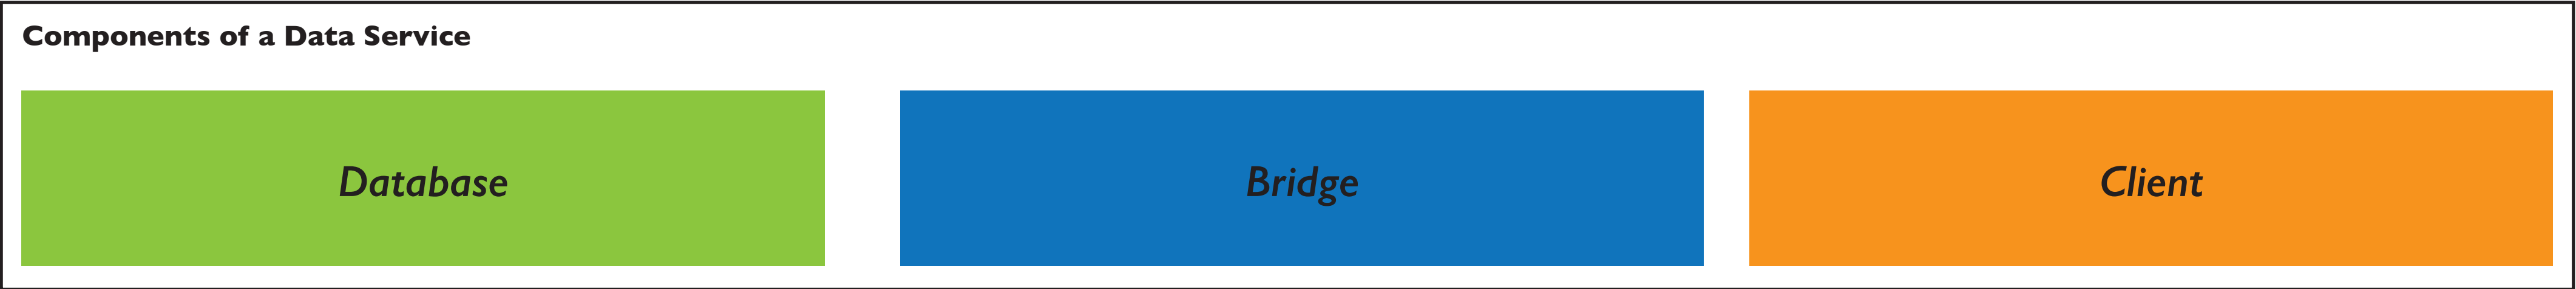 Components of a Data Service
Database
Bridge
Client